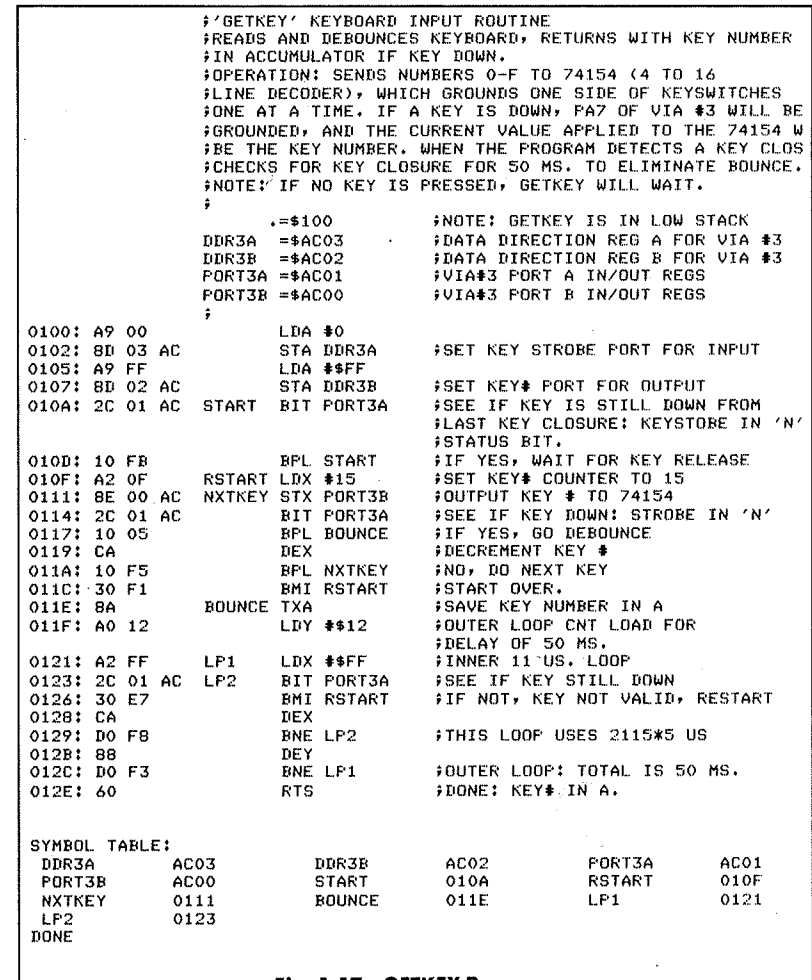 ;'GETKEY' KEYBOARD INPUT ROUTINE
;READS AND DEBOUNCES KEYBOARD, RETURNS WITH KEY NUMBER
;IN ACCUMULATOR IF KEY DOWN.
;OPERATION: SENDS NUMBERS 0-F TO 74154 (4 TO 16
;LINE DECODER), WHICH GROUNDS ONE SIDE OF KEYSWITCHES
;ONE AT A TIME. IF A KEY IS DOWN, PA7 OF VIA #3 WILL BE
;GROUNDED, AND THE CURRENT VALUE APPLIED TO THE 74154 W
;BE THE KEY NUMBER. WHEN THE PROGRAM DETECTS A KEY CLOS
;CHECKS FOR KEY CLOSURE FOR 50 MS. TO ELIMINATE BOUNCE.
;NOTE: IF NO KEY IS PRESSED, GETKEY WILL WAIT.
;
.=$100 ;NOTE: GETKEY IS IN LOW STACK
DDR3A =$AC03 ;DATA DIRECTION REG A FOR VIA #3
DDR3B =$AC02 ;DATA DIRECTION REG B FOR VIA #3
PORT3A =$AC01 ;VIA#3 PORT A IN/OUT REGS
PORT3B =$AC00 ;VIA#3 PORT B IN/OUT REGS
;
0100: A9 00 LDA #0
0102: 8D 03 AC STA DDR3A ;SET KEY STROBE PORT FOR INPUT
0105: A9 FF LDA #$FF
0107: 8D 02 AC STA DDR3B ;SET KEY# PORT FOR OUTPUT
010A: 2C 01 AC START BIT PORT3A ;SEE IF KEY IS STILL DOWN FROM
;LAST KEY CLOSURE: KEYSTOBE IN 'N'
;STATUS BIT.
010D: 10 FB BPL START ;IF YES, WAIT FOR KEY RELEASE
010F: A2 0F RSTART LDX #15 ;SET KEY# COUNTER TO 15
0111: 8E 00 AC NXTKEY STX PORT3B ;OUTPUT KEY # TO 74154
0114: 2C 01 AC BIT PORT3A ;SEE IF KEY DOWN: STROBE IN 'N'
0117: 10 05 BPL BOUNCE ;IF YES, GO DEBOUNCE
0119: CA DEX ;DECREMENT KEY #
011A: 10 F5 BPL NXTKEY ;NO, DO NEXT KEY
011C: 30 F1 BMI RSTART ;START OVER.
011E: 8A BOUNCE TXA ;SAVE KEY NUMBER IN A
011F: A0 12 LDY #$12 ;OUTER LOOP CNT LOAD FOR
;DELAY OF 50 MS.
0121: A2 FF LP1 LDX #$FF ;INNER 11 US. LOOP
0123: 2C 01 AC LP2 BIT PORT3A ;SEE IF KEY STILL DOWN
0126: 30 E7 BMI RSTART ;IF NOT, KEY NOT VALID, RESTART
0128: CA DEX
0129: D0 F8 BNE LP2 ;THIS LOOP USES 2115*5 US
012B: 88 DEY
012C: D0 F3 BNE LP1 ;OUTER LOOP: TOTAL IS 50 MS.
012E: 60 RTS ;DONE: KEY# IN A.
SYMBOL TABLE:
DDR3A AC03 DDR3B AC02 PORT3A AC01
PORT3B AC00 START 010A RSTART 010F
NXTKEY 0111 BOUNCE 011E LP1 0121
LP2 0123
DONE